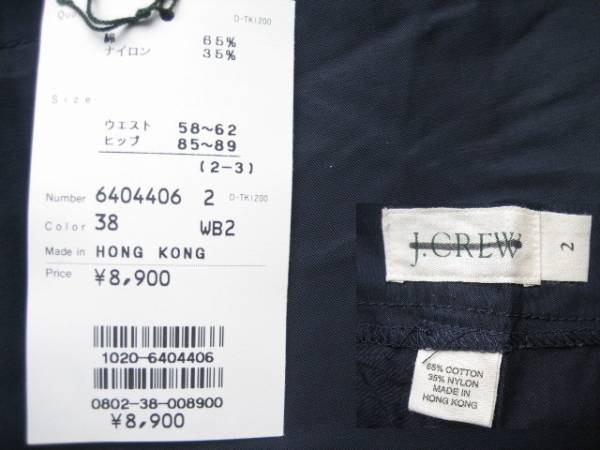 Qua
D-TK1200
綿 65%
ナイロン 35%
Size
ウエスト 58~62
ヒップ 85~89
(2-3)
Number 6404406 2 D-TK1200
Color 38 WB2
Made in HONG KONG
Price ¥8,900
1020-6404406
0802-38-008900
¥8,900
J.CREW 2
65% COTTON
35% NYLON
MADE IN
HONG KONG